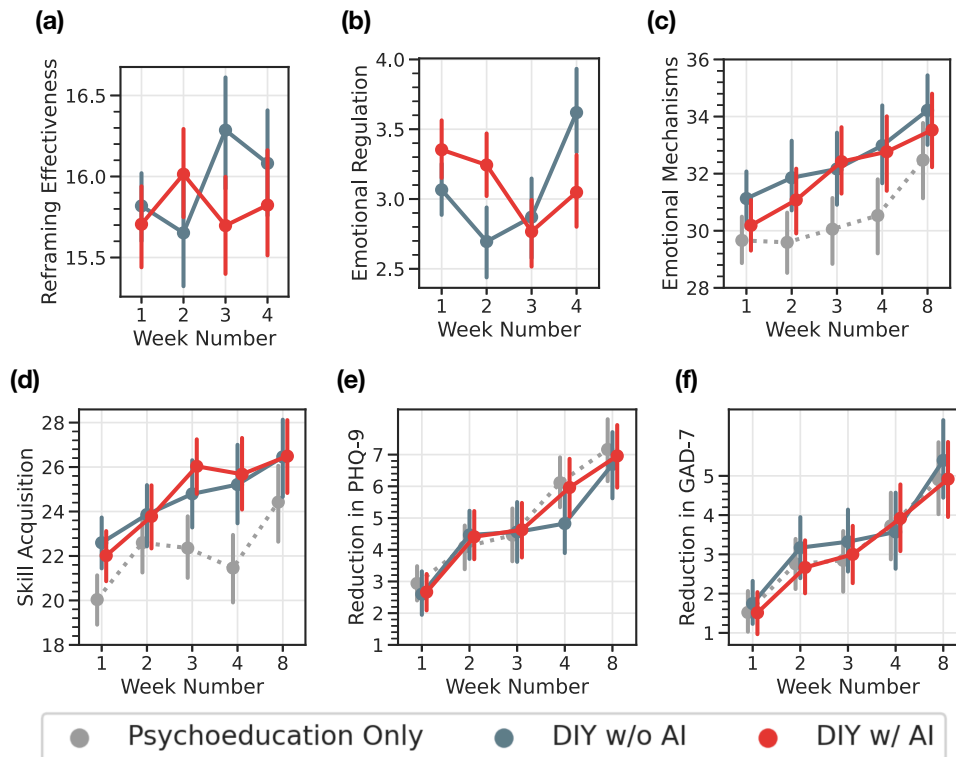 (a)
Reframing Effectiveness
16.5
16.0
15.5
1 2 3 4
Week Number
(b)
Emotional Regulation
4.0
3.5
3.0
2.5
1 2 3 4
Week Number
(c)
Emotional Mechanisms
36
34
32
30
28
1 2 3 4 8
Week Number
(d)
Skill Acquisition
28
26
24
22
20
18
1 2 3 4 8
Week Number
(e)
Reduction in PHQ-9
7
6
5
4
3
2
1
1 2 3 4 8
Week Number
(f)
Reduction in GAD-7
5
3
2
1
1 2 3 4 8
Week Number
Psychoeducation Only DIY w/o AI DIY w/ AI